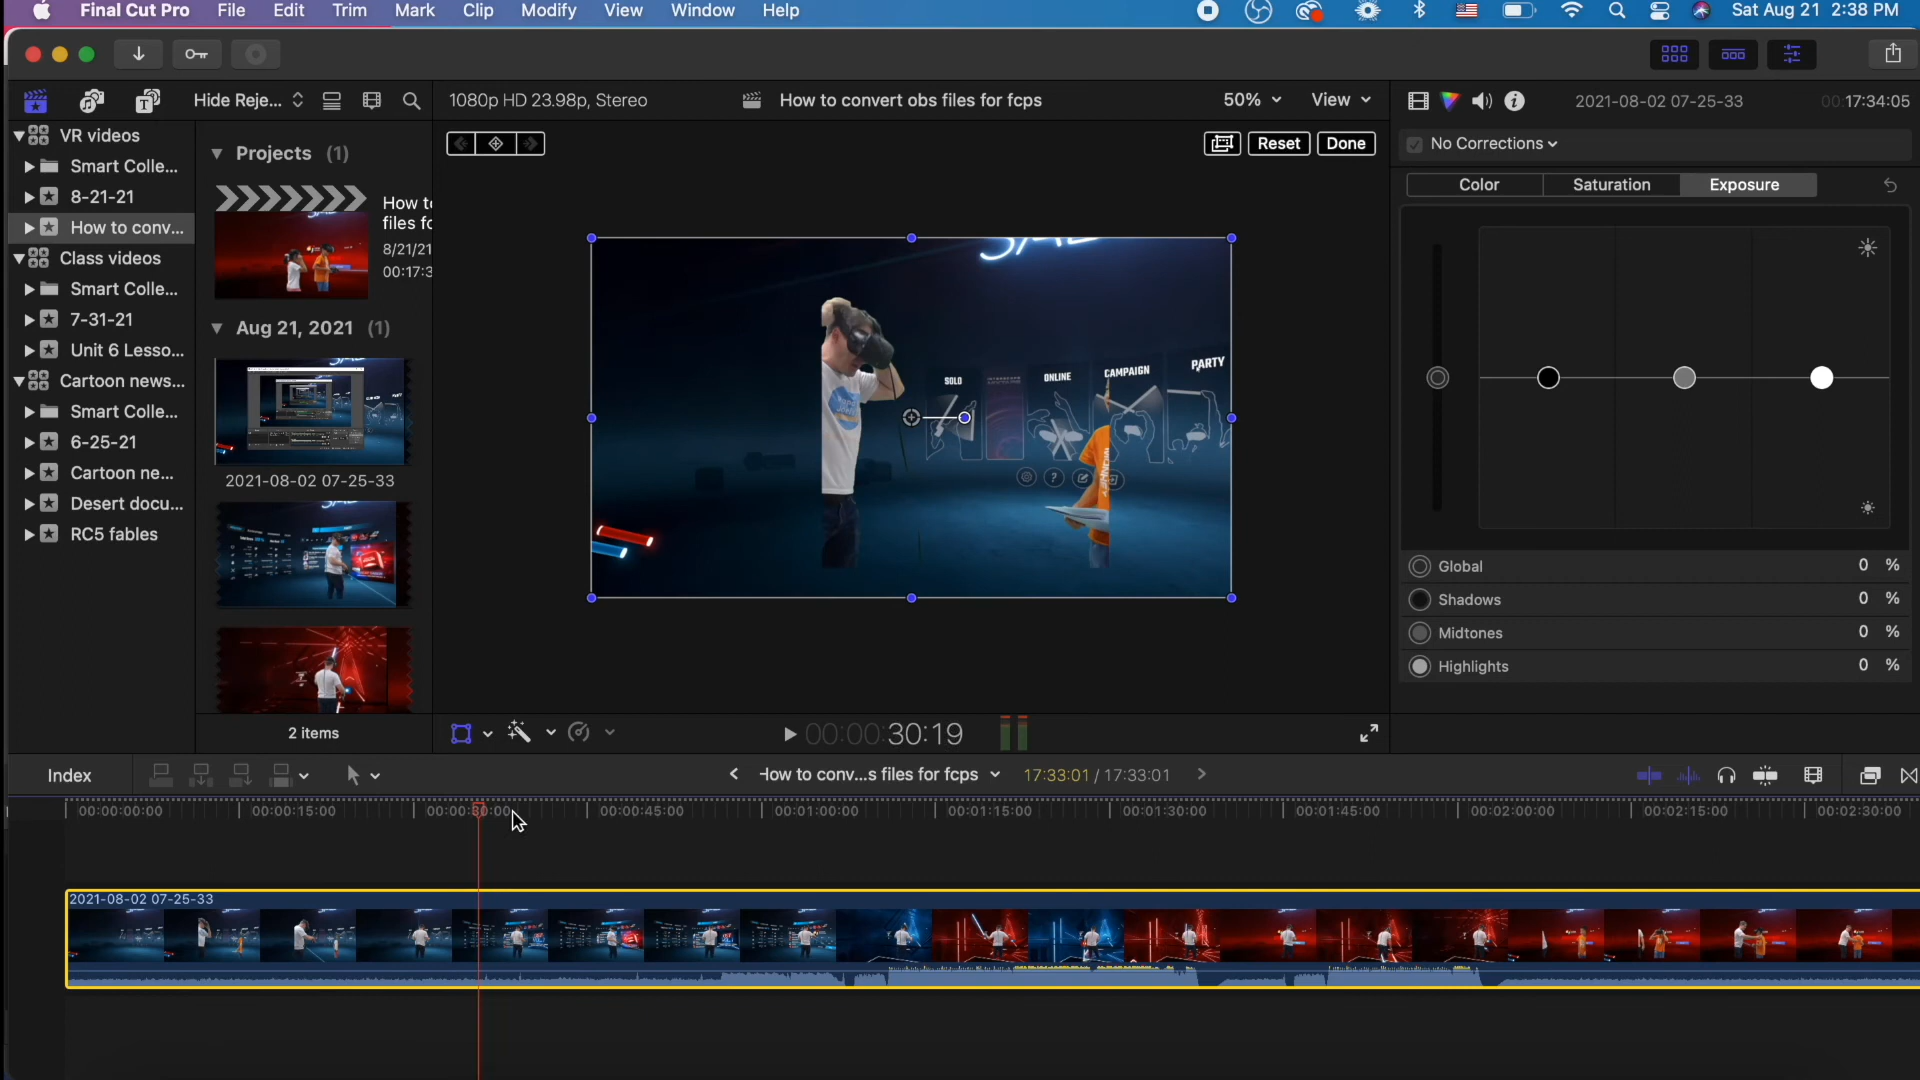 Final Cut Pro File Edit Trim Mark Clip Modify View Window Help Sat Aug 21 2:38 PM
Hide Reje... 1080p HD 23.98p, Stereo How to convert obs files for fcps 50% View 2021-08-02 07-25-33 00:17:34:05
VR videos
Smart Colle...
8-21-21
How to conv...
Class videos
Smart Colle...
7-31-21
Unit 6 Lesso...
Cartoon news...
Smart Colle...
6-25-21
Cartoon ne...
Desert docu...
RC5 fables
Projects (1)
How to
files fo
8/21/21
00:17:3
Aug 21, 2021 (1)
2021-08-02 07-25-33
2 items
Reset Done
SOLO ONLINE CAMPAIGN PARTY
?
00:00:00:30:19
No Corrections
Color Saturation Exposure
Global 0 %
Shadows 0 %
Midtones 0 %
Highlights 0 %
Index How to conv...s files for fcps 17:33:01 / 17:33:01
00:00:00:00 00:00:15:00 00:00:30:00 00:00:45:00 00:01:00:00 00:01:15:00 00:01:30:00 00:01:45:00 00:02:00:00 00:02:15:00 00:02:30:00
2021-08-02 07-25-33